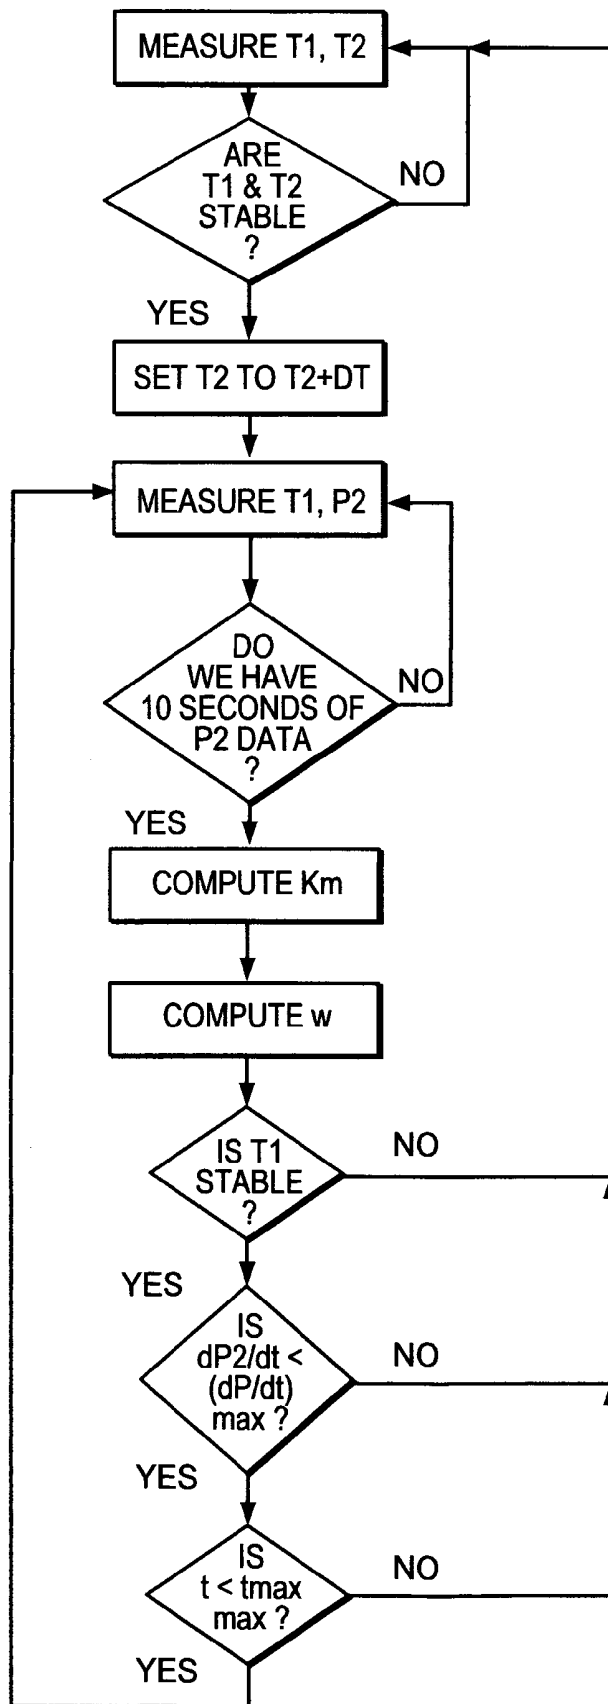 MEASURE T1, T2
ARE
T1 & T2
STABLE
?
NO
YES
SET T2 TO T2+DT
MEASURE T1, P2
DO
WE HAVE
10 SECONDS OF
P2 DATA
?
NO
YES
COMPUTE Km
COMPUTE w
IS T1
STABLE
?
NO
YES
IS
dP2/dt <
(dP/dt)
max ?
NO
YES
IS
t < tmax
max ?
NO
YES